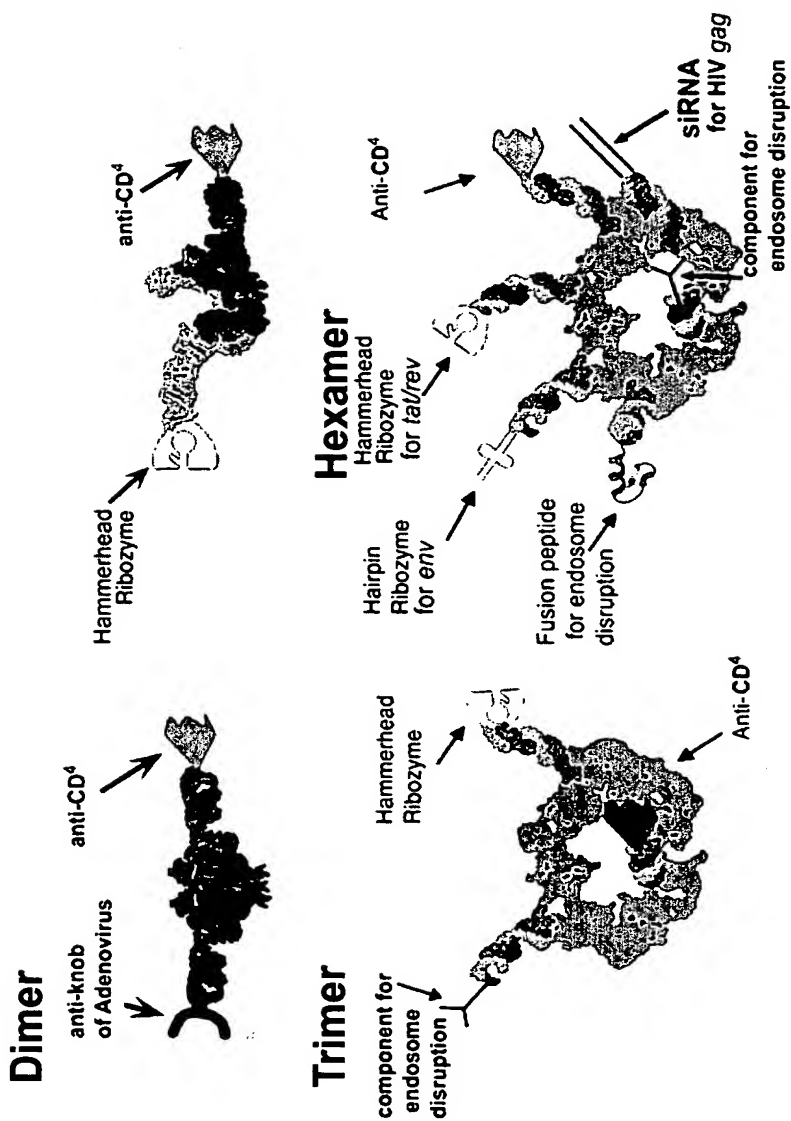 Dimer
anti-knob
of Adenovirus
anti-CD4
Hammerhead
Ribozyme
anti-CD4
Trimer
component for
endosome
disruption
Hammerhead
Ribozyme
Anti-CD4
Hexamer
Hammerhead
Ribozyme
for tat/rev
Hairpin
Ribozyme
for env
Fusion peptide
for endosome
disruption
Anti-CD4
siRNA
for HIV gag
component for
endosome disruption